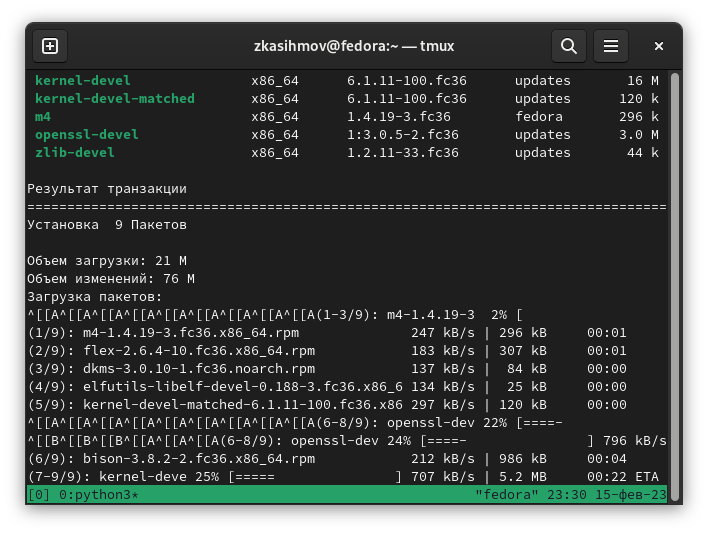 zkasihmov@fedora:~ — tmux
kernel-devel x86_64 6.1.11-100.fc36 updates 16 M
kernel-devel-matched x86_64 6.1.11-100.fc36 updates 120 k
m4 x86_64 1.4.19-3.fc36 fedora 296 k
openssl-devel x86_64 1:3.0.5-2.fc36 updates 3.0 M
zlib-devel x86_64 1.2.11-33.fc36 updates 44 k
Результат транзакции
================================================================================
Установка 9 Пакетов
Объем загрузки: 21 M
Объем изменений: 76 M
Загрузка пакетов:
^[[A^[[A^[[A^[[A^[[A^[[A^[[A^[[A^[[A(1-3/9): m4-1.4.19-3 2% [
(1/9): m4-1.4.19-3.fc36.x86_64.rpm 247 kB/s | 296 kB 00:01
(2/9): flex-2.6.4-10.fc36.x86_64.rpm 183 kB/s | 307 kB 00:01
(3/9): dkms-3.0.10-1.fc36.noarch.rpm 137 kB/s | 84 kB 00:00
(4/9): elfutils-libelf-devel-0.188-3.fc36.x86_6 134 kB/s | 25 kB 00:00
(5/9): kernel-devel-matched-6.1.11-100.fc36.x86 297 kB/s | 120 kB 00:00
^[[A^[[A^[[A^[[A^[[A^[[A^[[A^[[A(6-8/9): openssl-dev 22% [====-
^[[B^[[B^[[B^[[A^[[A^[[A(6-8/9): openssl-dev 24% [====- ] 796 kB/s
(6/9): bison-3.8.2-2.fc36.x86_64.rpm 212 kB/s | 986 kB 00:04
(7-9/9): kernel-deve 25% [===== ] 707 kB/s | 5.2 MB 00:22 ETA
[0] 0:python3* "fedora" 23:30 15-фев-23